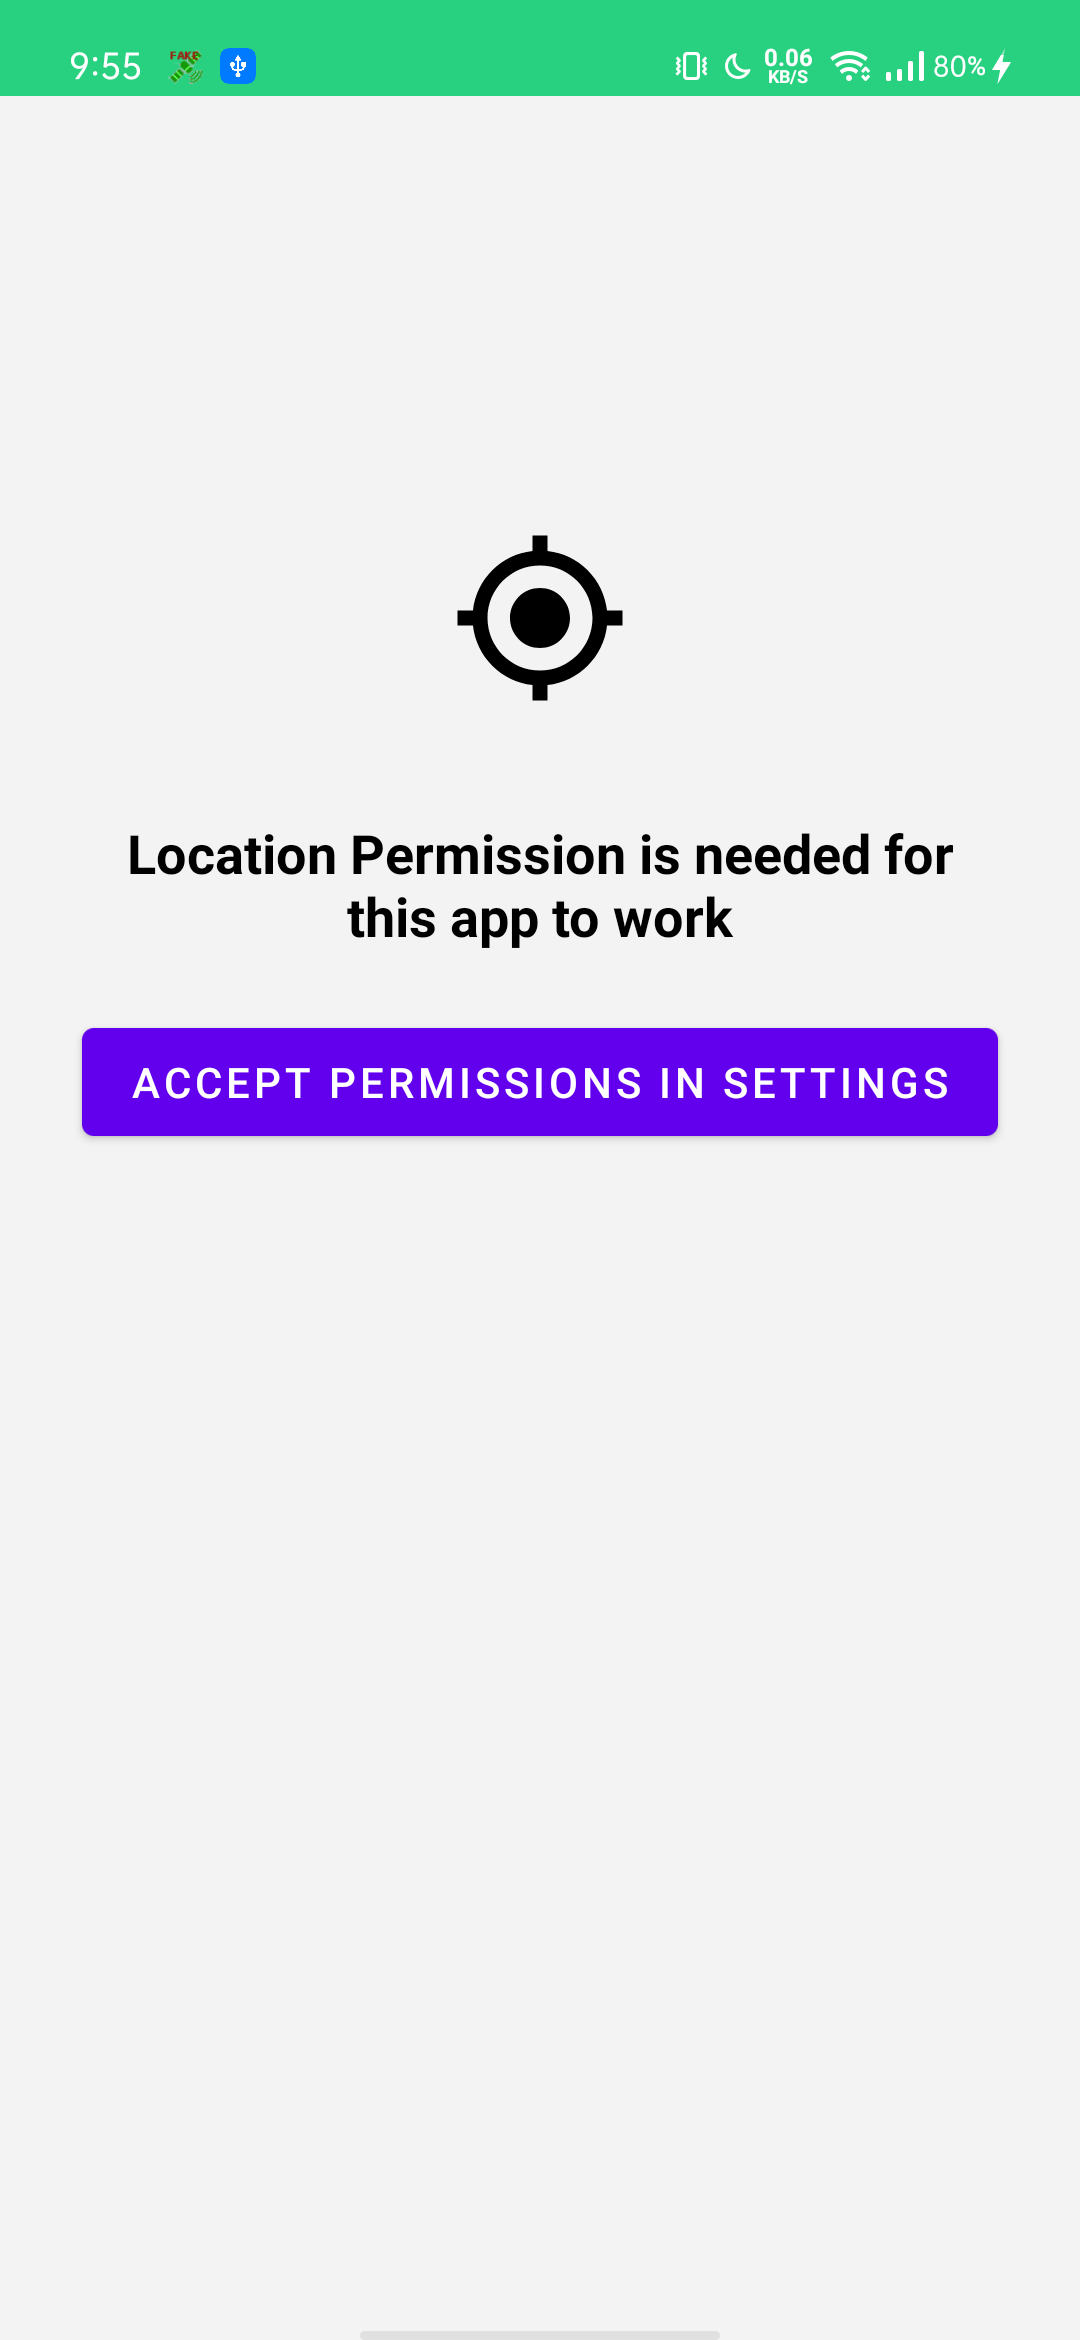 9:55 FAKE 0.06 KB/S 80%
Location Permission is needed for
this app to work
ACCEPT PERMISSIONS IN SETTINGS